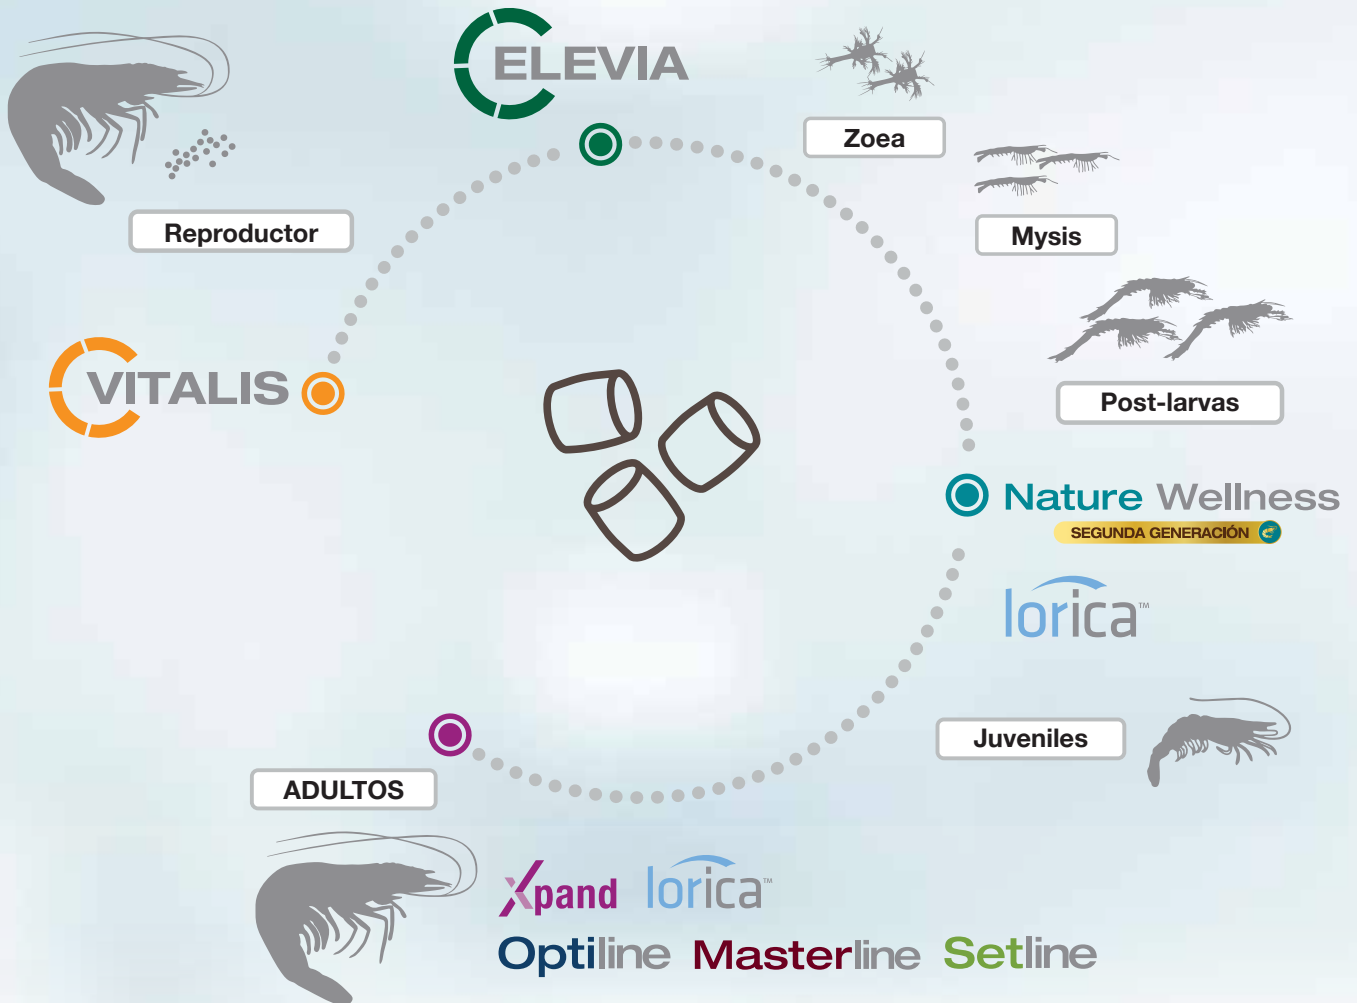 ELEVIA
Zoea
Reproductor
Mysis
VITALIS
Post-larvas
Nature Wellness
SEGUNDA GENERACIÓN
lorica™
Juveniles
ADULTOS
Xpand lorica™
Optiline Masterline Setline